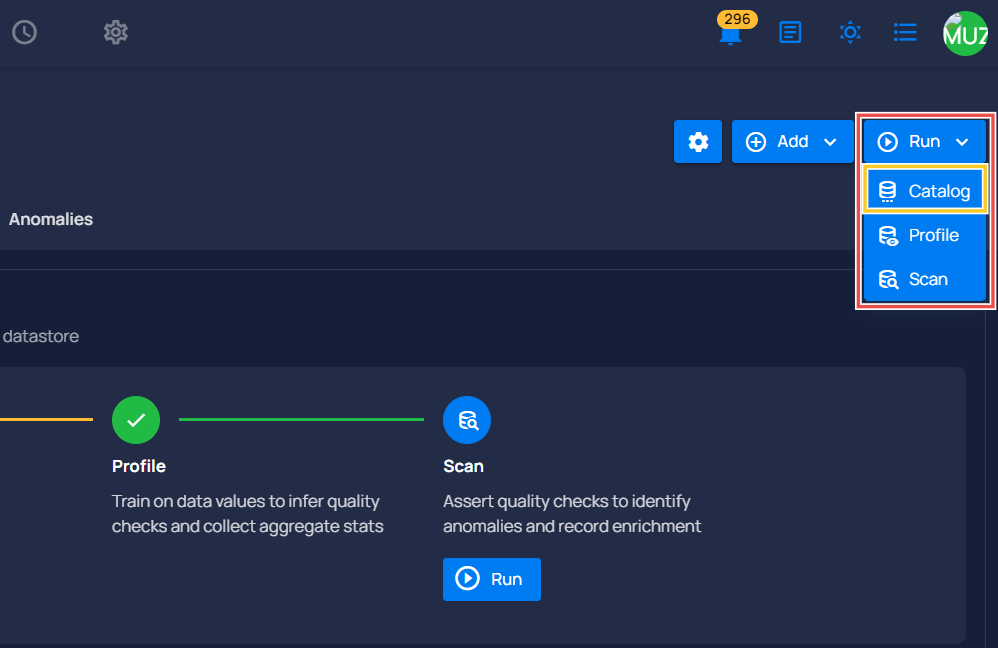 296
MUZ
Add
Run
Catalog
Anomalies
Profile
Scan
datastore
Profile
Scan
Train on data values to infer quality
checks and collect aggregate stats
Assert quality checks to identify
anomalies and record enrichment
Run